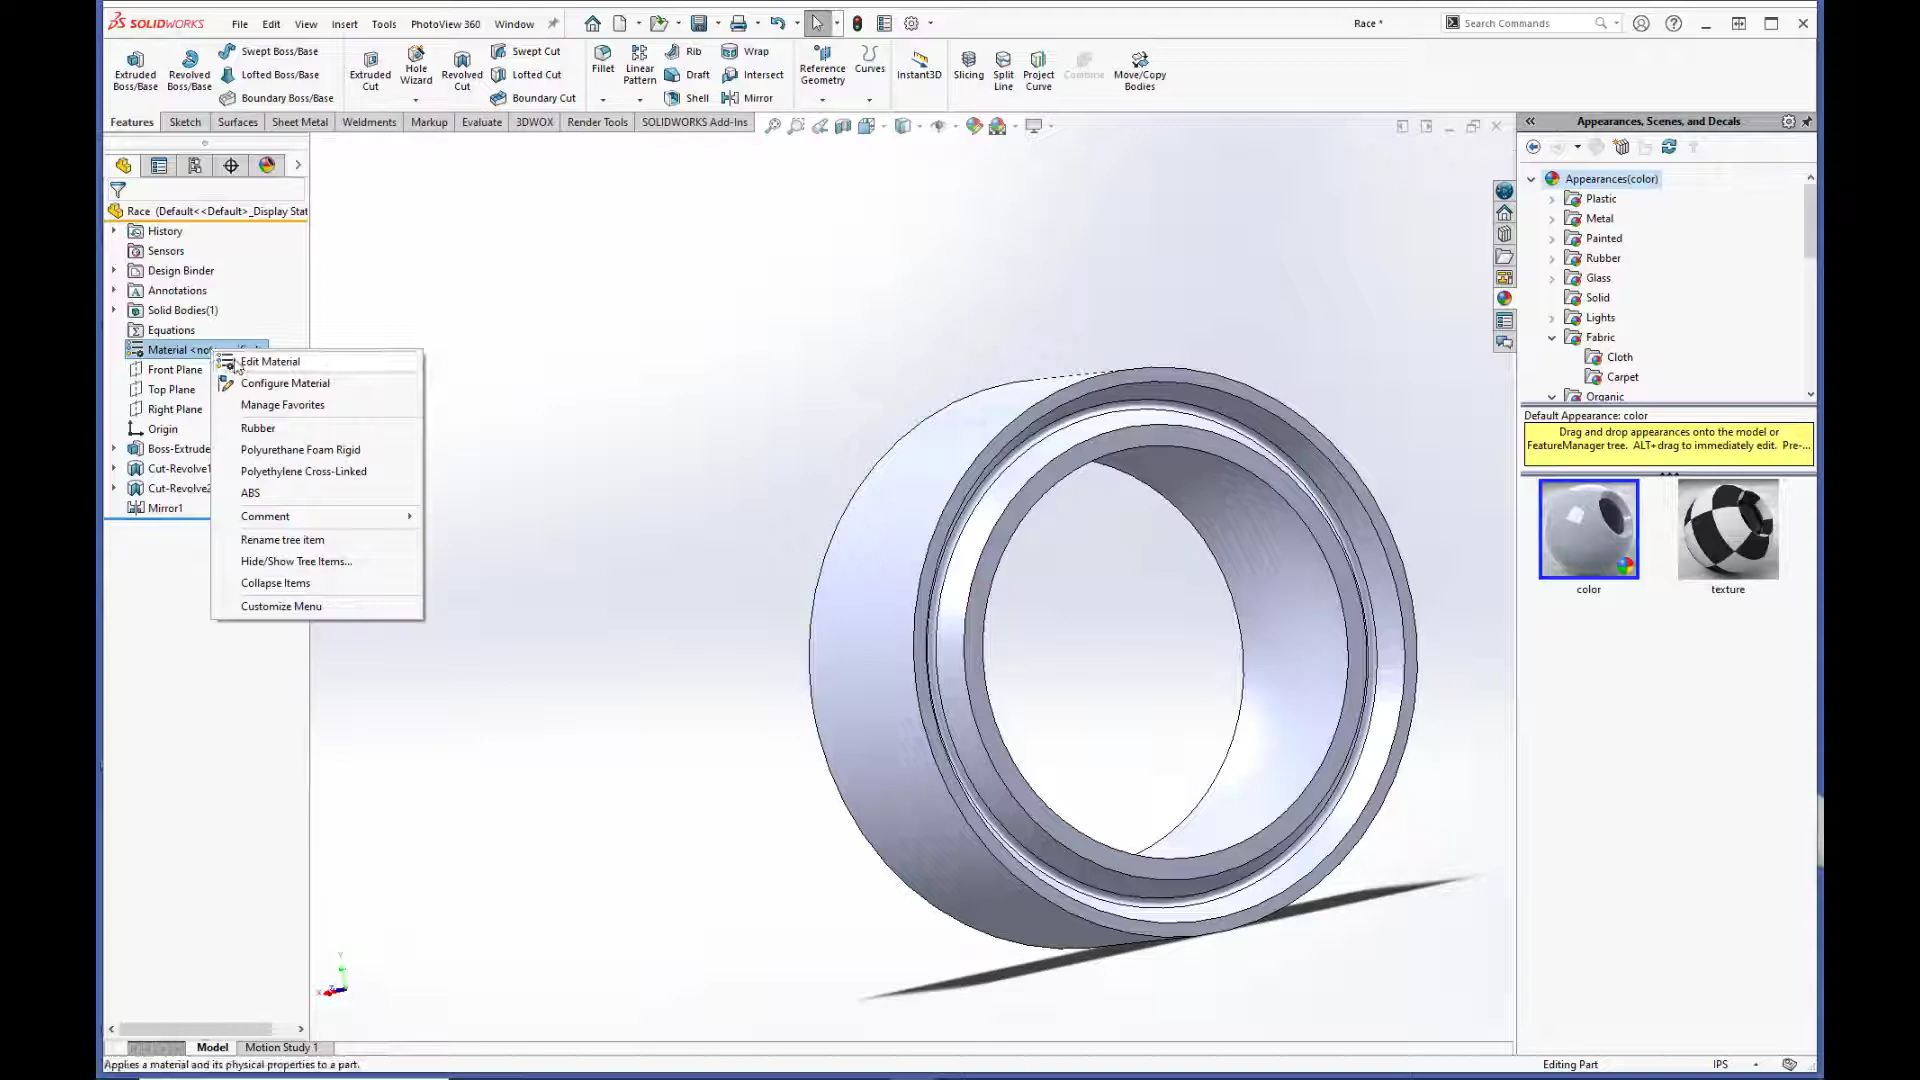 SOLIDWORKS File Edit View Insert Tools PhotoView 360 Window Race * Search Commands
Extruded Boss/Base
Revolved Boss/Base
Swept Boss/Base
Lofted Boss/Base
Boundary Boss/Base
Extruded Cut
Hole Wizard
Revolved Cut
Swept Cut
Lofted Cut
Boundary Cut
Fillet
Linear Pattern
Rib
Draft
Shell
Wrap
Intersect
Mirror
Reference Geometry
Curves
Instant3D
Slicing
Split Line
Project Curve
Combine
Move/Copy Bodies
Features Sketch Surfaces Sheet Metal Weldments Markup Evaluate 3DWOX Render Tools SOLIDWORKS Add-Ins
Race (Default<<Default>_Display Stat
History
Sensors
Design Binder
Annotations
Solid Bodies(1)
Equations
Material
Front Plane
Top Plane
Right Plane
Origin
Boss-Extrude
Cut-Revolve1
Cut-Revolve2
Mirror1
Edit Material
Configure Material
Manage Favorites
Rubber
Polyurethane Foam Rigid
Polyethylene Cross-Linked
ABS
Comment
Rename tree item
Hide/Show Tree Items...
Collapse Items
Customize Menu
Y
X
Z
Appearances, Scenes, and Decals
Appearances(color)
Plastic
Metal
Painted
Rubber
Glass
Solid
Lights
Fabric
Cloth
Carpet
Organic
Default Appearance: color
Drag and drop appearances onto the model or
FeatureManager tree. ALT+drag to immediately edit. Pre-...
color texture
Model Motion Study 1
Applies a material and its physical properties to a part. Editing Part IPS